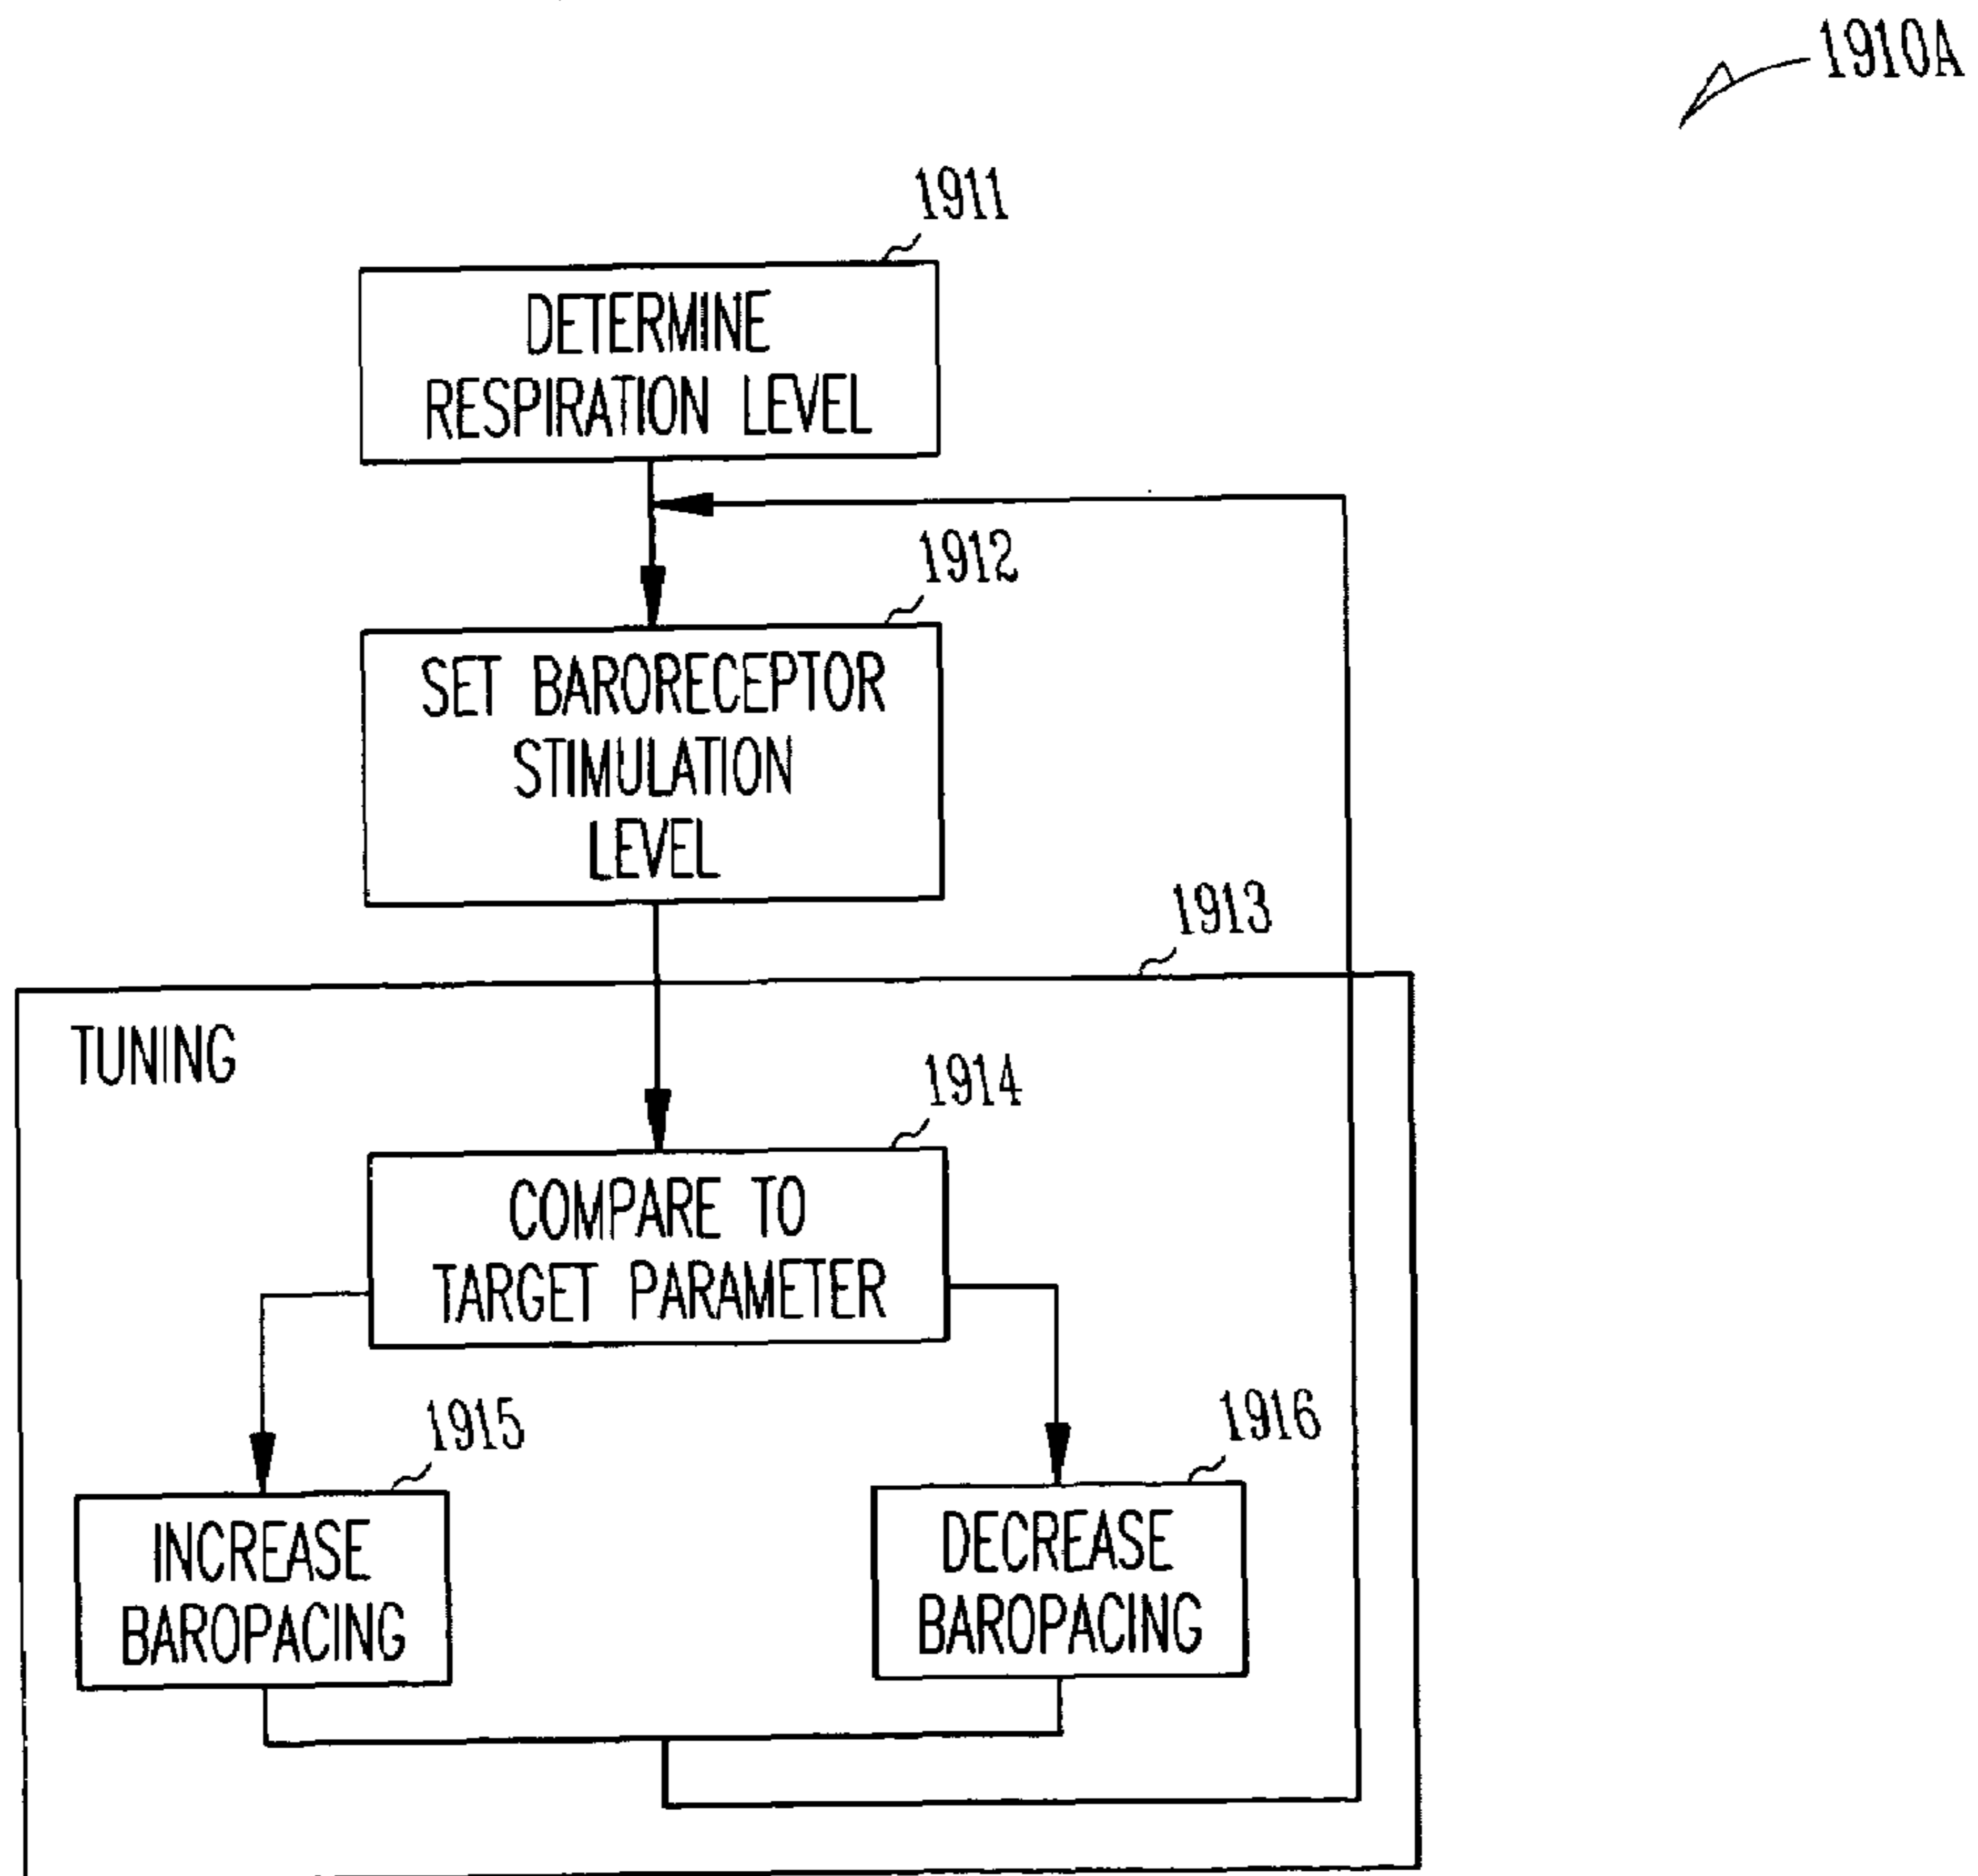 1910A
1911
DETERMINE
RESPIRATION LEVEL
1912
SET BARORECEPTOR
STIMULATION
LEVEL
1913
TUNING
1914
COMPARE TO
TARGET PARAMETER
1915
INCREASE
BAROPACING
1916
DECREASE
BAROPACING